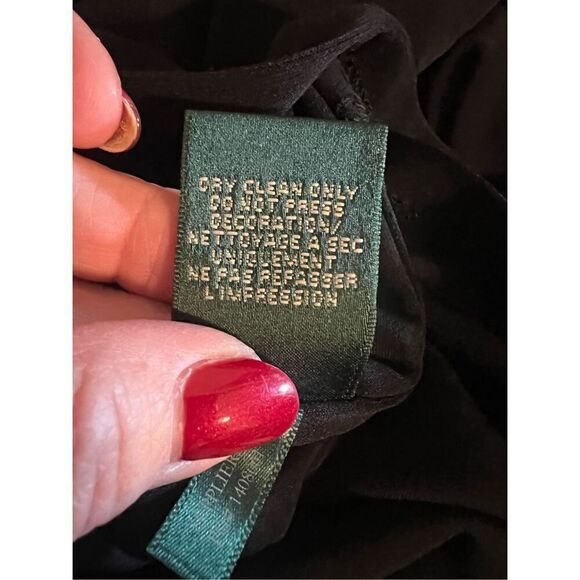 DRY CLEAN ONLY
DO NOT PRESS
DECORATION/
NETTOYAGE A SEC
UNIQUEMENT
NE PAS REPASSER
L'IMPRESSION